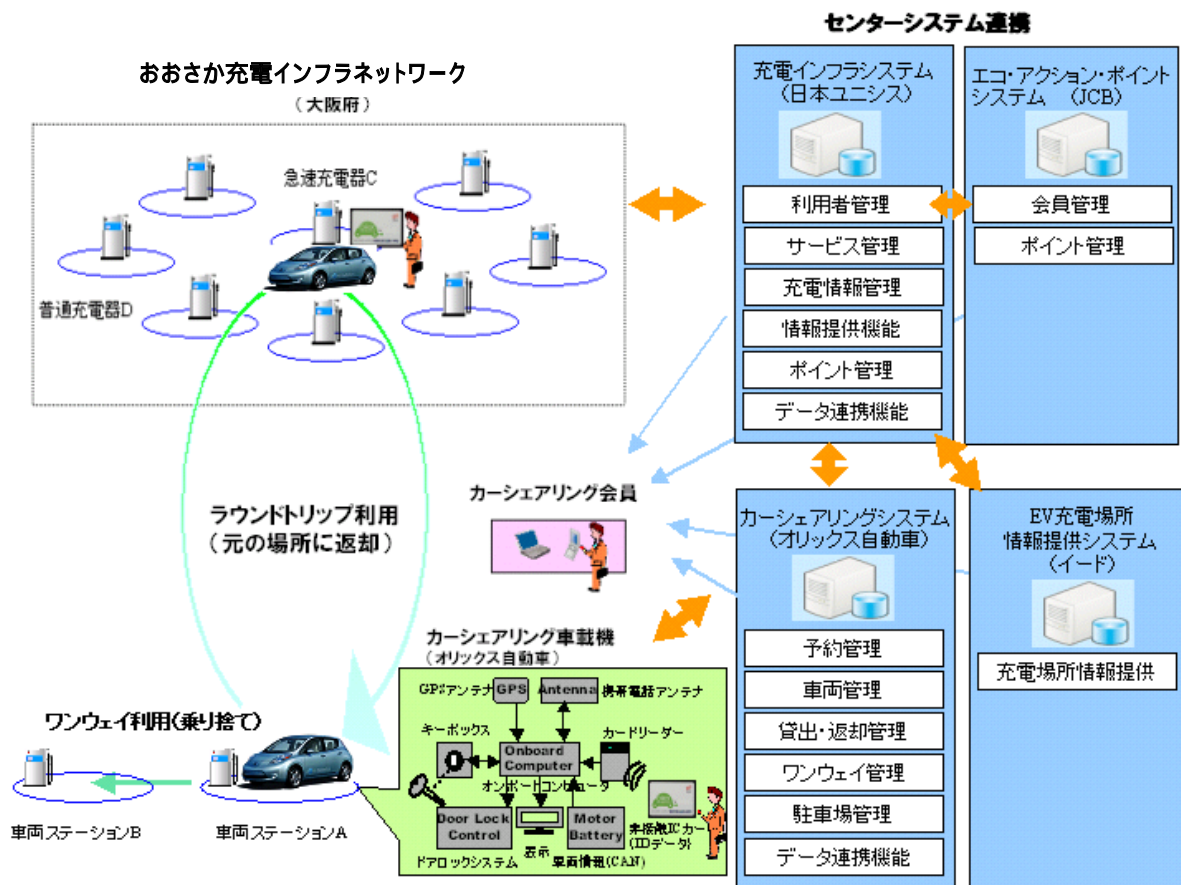 センターシステム連携
おおさか充電インフラネットワーク
(大阪府)
急速充電器C
普通充電器D
充電インフラシステム
(日本ユニシス)
利用者管理
サービス管理
充電情報管理
情報提供機能
ポイント管理
データ連携機能
エコ・アクション・ポイント
システム (JCB)
会員管理
ポイント管理
ラウンドトリップ利用
(元の場所に返却)
カーシェアリング会員
カーシェアリングシステム
(オリックス自動車)
予約管理
車両管理
貸出・返却管理
ワンウェイ管理
駐車場管理
データ連携機能
EV充電場所
情報提供システム
(イード)
充電場所情報提供
ワンウェイ利用(乗り捨て)
車両ステーションB
車両ステーションA
カーシェアリング車載機
(オリックス自動車)
GPSアンテナ
GPS
Antenna
携帯電話アンテナ
キーボックス
Onboard
Computer
カードリーダー
オンボードコンピュータ
Door Lock
Control
Motor
Battery
非接触ICカー
(IDデータ)
ドアロックシステム
表示
車両情報(CAN)